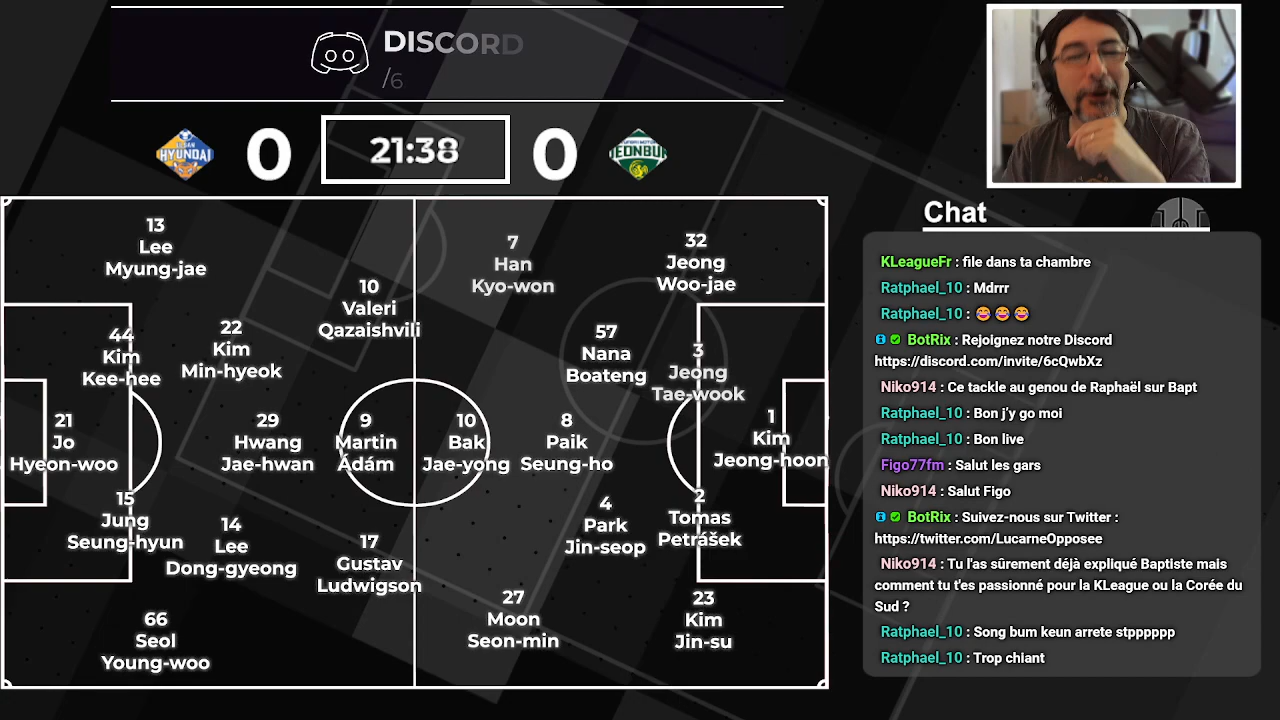 DISCORD
/6
HYUNDAI
0
21:38
0
13
Lee
Myung-jae
44
Kim
Kee-hee
22
Kim
Min-hyeok
10
Valeri
Qazaishvili
21
Jo
Hyeon-woo
29
Hwang
Jae-hwan
9
Martin
Ádám
15
Jung
Seung-hyun
14
Lee
Dong-gyeong
17
Gustav
Ludwigson
66
Seol
Young-woo
7
Han
Kyo-won
32
Jeong
Woo-jae
57
Nana
Boateng
3
Jeong
Tae-wook
10
Bak
Jae-yong
8
Paik
Seung-ho
1
Kim
Jeong-hoon
4
Park
Jin-seop
2
Tomas
Petrášek
27
Moon
Seon-min
23
Kim
Jin-su
Chat
KLeagueFr : file dans ta chambre
Ratphael_10 : Mdrrr
Ratphael_10 : 😂 😂 😂
BotRix : Rejoignez notre Discord
https://discord.com/invite/6cQwbXz
Niko914 : Ce tackle au genou de Raphaël sur Bapt
Ratphael_10 : Bon j'y go moi
Ratphael_10 : Bon live
Figo77fm : Salut les gars
Niko914 : Salut Figo
BotRix : Suivez-nous sur Twitter :
https://twitter.com/LucarneOpposee
Niko914 : Tu l'as sûrement déjà expliqué Baptiste mais
comment tu t'es passionné pour la KLeague ou la Corée du
Sud ?
Ratphael_10 : Song bum keun arrete stpppppp
Ratphael_10 : Trop chiant